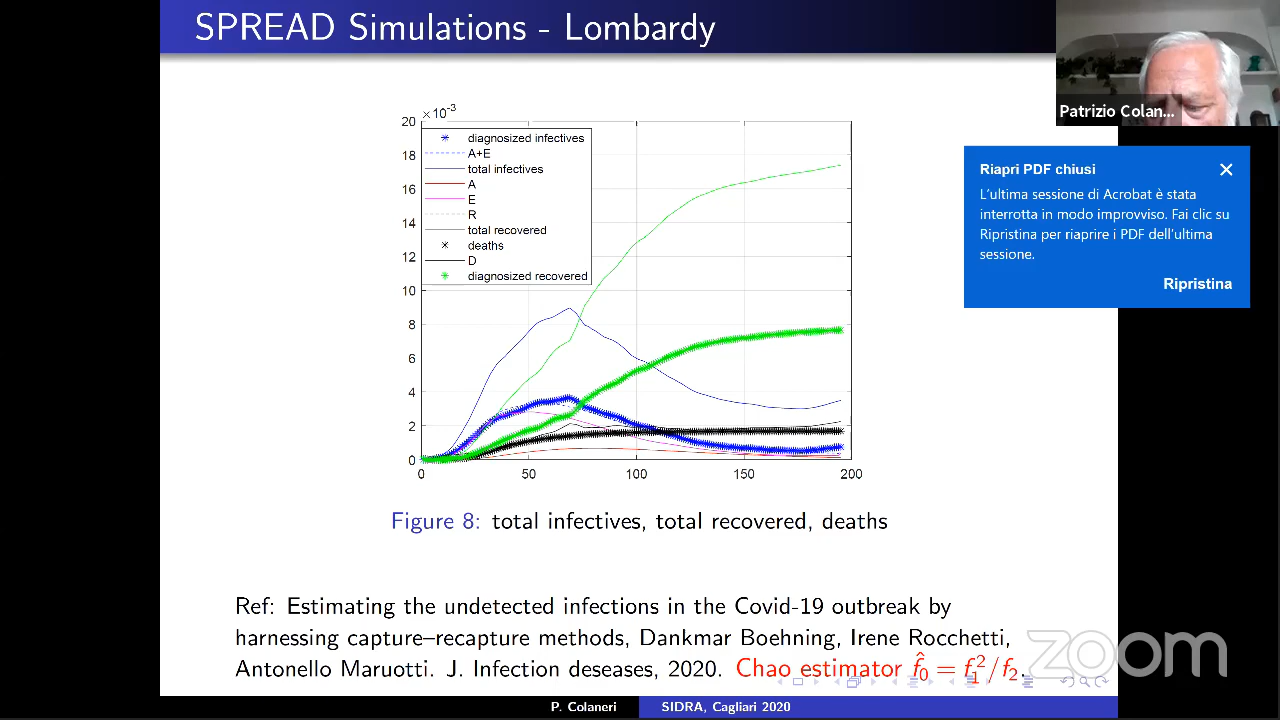 SPREAD Simulations - Lombardy
Patrizio Colan...
Riapri PDF chiusi
L'ultima sessione di Acrobat è stata
interrotta in modo improvviso. Fai clic su
Ripristina per riaprire i PDF dell'ultima
sessione.
Ripristina
×10⁻³
20
18
16
14
12
10
8
6
4
2
0
diagnosized infectives
A+E
total infectives
A
E
R
total recovered
deaths
D
diagnosized recovered
0
50
100
150
200
Figure 8: total infectives, total recovered, deaths
Ref: Estimating the undetected infections in the Covid-19 outbreak by
harnessing capture–recapture methods, Dankmar Boehning, Irene Rocchetti,
Antonello Maruotti. J. Infection deseases, 2020. Chao estimator f̂₀ = f₁²/f₂.
zoom
P. Colaneri
SIDRA, Cagliari 2020